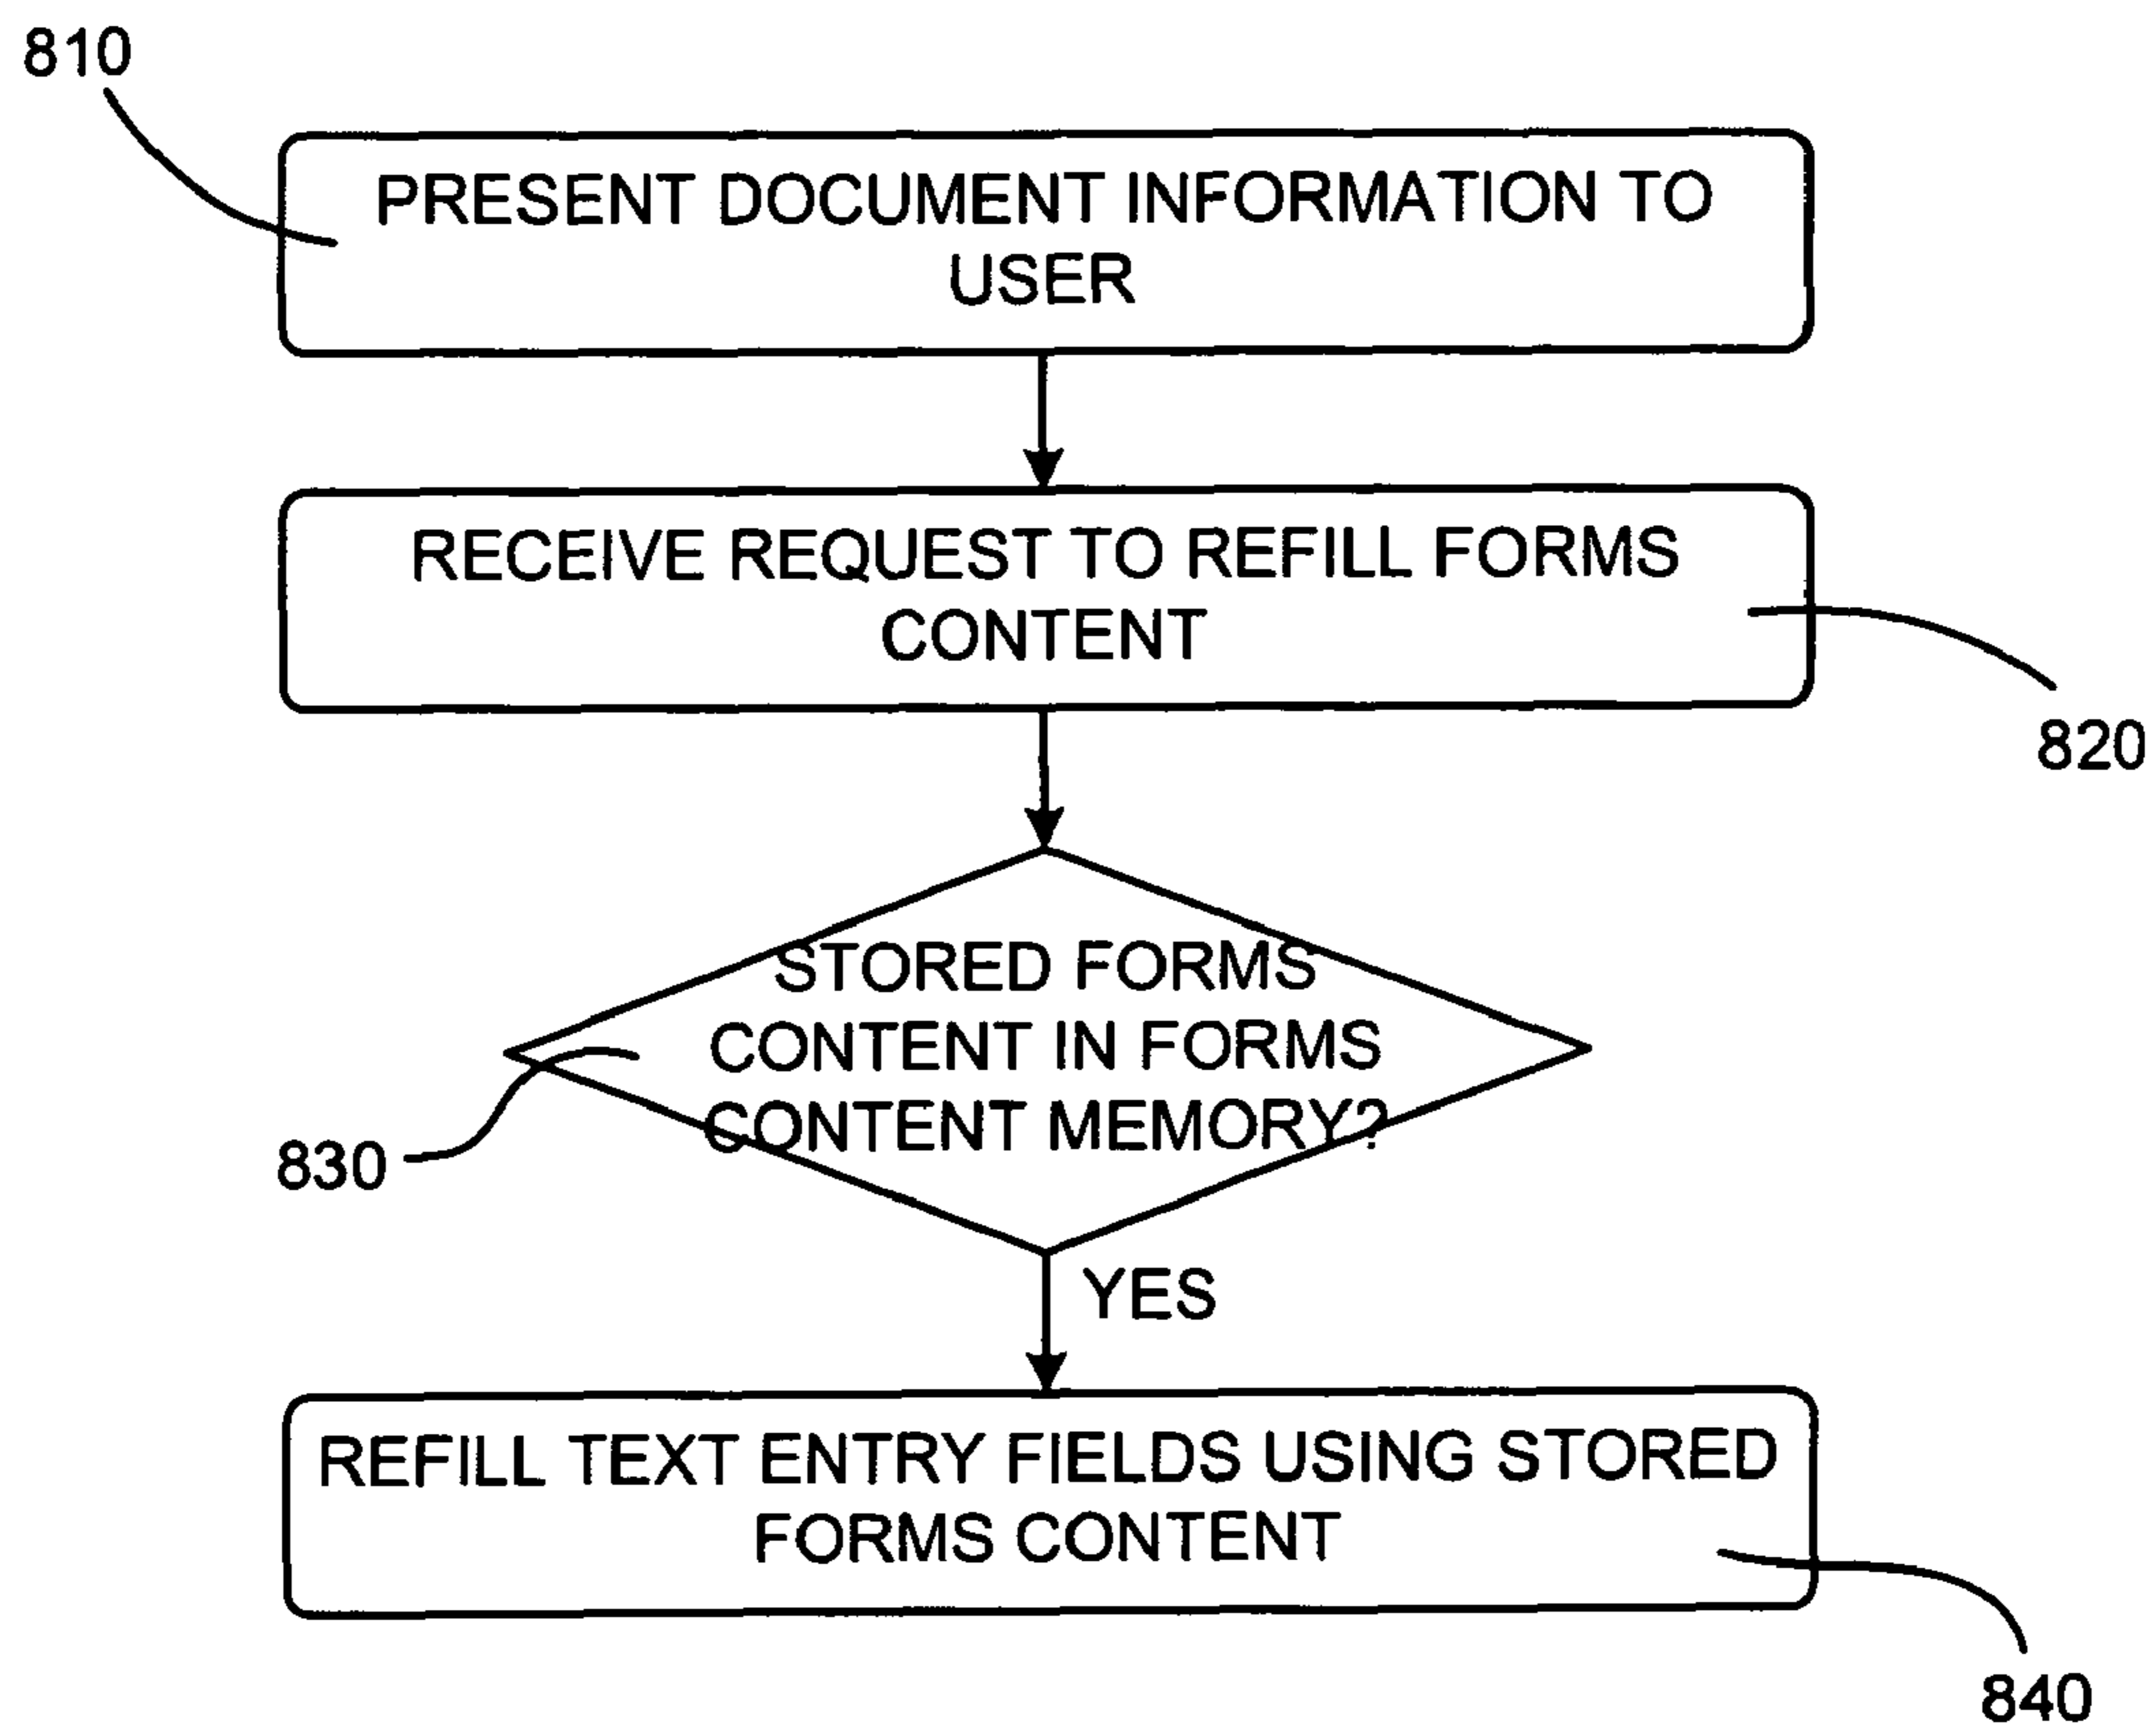 810
PRESENT DOCUMENT INFORMATION TO
USER
RECEIVE REQUEST TO REFILL FORMS
CONTENT
820
STORED FORMS
CONTENT IN FORMS
CONTENT MEMORY?
830
YES
REFILL TEXT ENTRY FIELDS USING STORED
FORMS CONTENT
840